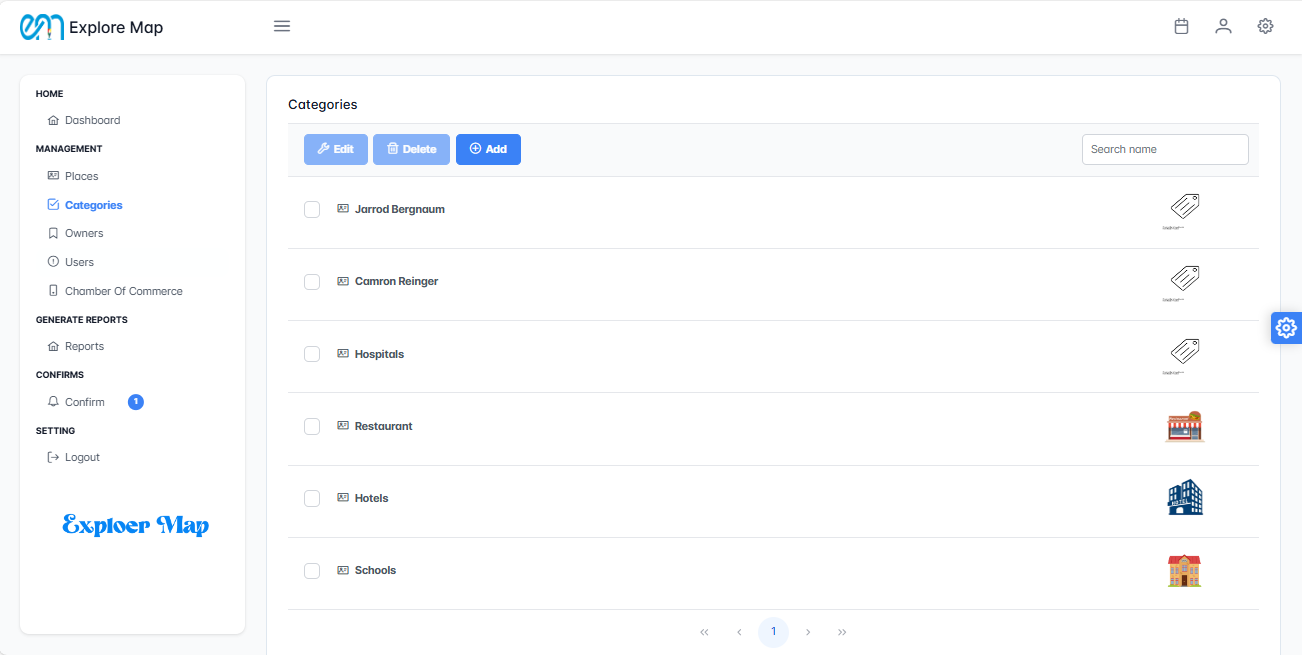 Explore Map
HOME
Dashboard
MANAGEMENT
Places
Categories
Owners
Users
Chamber Of Commerce
GENERATE REPORTS
Reports
CONFIRMS
Confirm 1
SETTING
Logout
Exploer Map
Categories
Edit Delete Add Search name
Jarrod Bergnaum
Camron Reinger
Hospitals
Restaurant
Hotels
HOTEL
Schools
« ‹ 1 › »